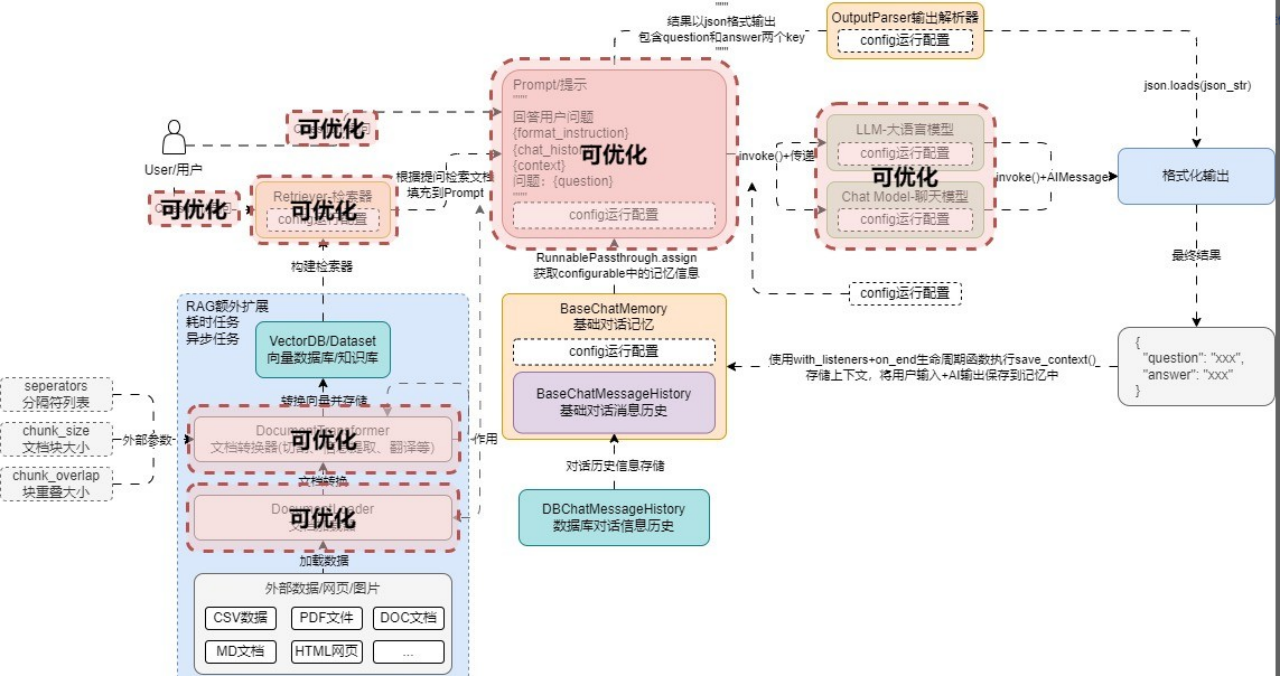 """
结果以json格式输出
包含question和answer两个key
"""
OutputParser输出解析器
config运行配置
json.loads(json_str)
Prompt/提示
"""
回答用户问题
{format_instruction}
{chat_histor
{context}
问题：{question}
"""
config运行配置
可优化
可优化
User/用户
可优化
Retriever-检索器
config运行配置
可优化
根据提问检索文档
填充到Prompt
invoke()+传递
LLM-大语言模型
config运行配置
可优化
Chat Model-聊天模型
config运行配置
invoke()+AIMessage
格式化输出
最终结果
构建检索器
RunnablePassthrough.assign
获取configurable中的记忆信息
config运行配置
RAG额外扩展
耗时任务
异步任务
VectorDB/Dataset
向量数据库/知识库
BaseChatMemory
基础对话记忆
config运行配置
BaseChatMessageHistory
基础对话消息历史
使用with_listeners+on_end生命周期函数执行save_context()
存储上下文，将用户输入+AI输出保存到记忆中
{
"question": "xxx",
"answer": "xxx"
}
seperators
分隔符列表
chunk_size
文档块大小
chunk_overlap
块重叠大小
外部参数
转换向量并存储
DocumentTransformer
文档转换器(切割、信息提取、翻译等)
可优化
作用
文档转换
DocumentLoader
可优化
对话历史信息存储
DBChatMessageHistory
数据库对话信息历史
加载数据
外部数据/网页/图片
CSV数据
PDF文件
DOC文档
MD文档
HTML网页
...